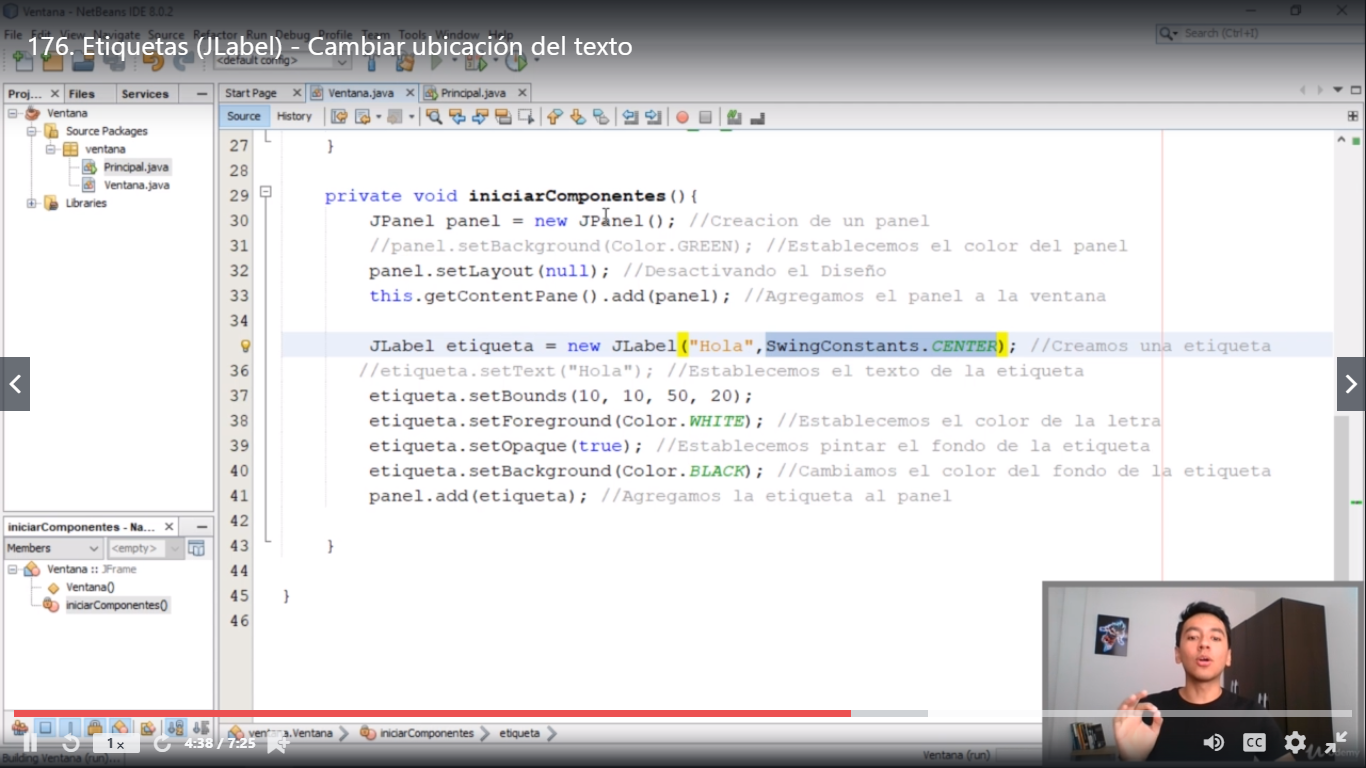 Ventana - NetBeans IDE 8.0.2
File Edit View Navigate Source Refactor Run Debug Profile Team Tools Window Help
Search (Ctrl+I)
176. Etiquetas (JLabel) - Cambiar ubicación del texto
<default config>
Proj... Files Services
Start Page Ventana.java Principal.java
Source History
Ventana
Source Packages
ventana
Principal.java
Ventana.java
Libraries
27 }
28
29 private void iniciarComponentes(){
30 JPanel panel = new JPanel(); //Creacion de un panel
31 //panel.setBackground(Color.GREEN); //Establecemos el color del panel
32 panel.setLayout(null); //Desactivando el Diseño
33 this.getContentPane().add(panel); //Agregamos el panel a la ventana
34
JLabel etiqueta = new JLabel("Hola",SwingConstants.CENTER); //Creamos una etiqueta
36 //etiqueta.setText("Hola"); //Establecemos el texto de la etiqueta
37 etiqueta.setBounds(10, 10, 50, 20);
38 etiqueta.setForeground(Color.WHITE); //Establecemos el color de la letra
39 etiqueta.setOpaque(true); //Establecemos pintar el fondo de la etiqueta
40 etiqueta.setBackground(Color.BLACK); //Cambiamos el color del fondo de la etiqueta
41 panel.add(etiqueta); //Agregamos la etiqueta al panel
42
43 }
44
45 }
46
iniciarComponentes - Na...
Members <empty>
Ventana :: JFrame
Ventana()
iniciarComponentes()
ventana.Ventana iniciarComponentes etiqueta
1x 4:38 / 7:25 CC
Building Ventana (run)... Ventana (run)